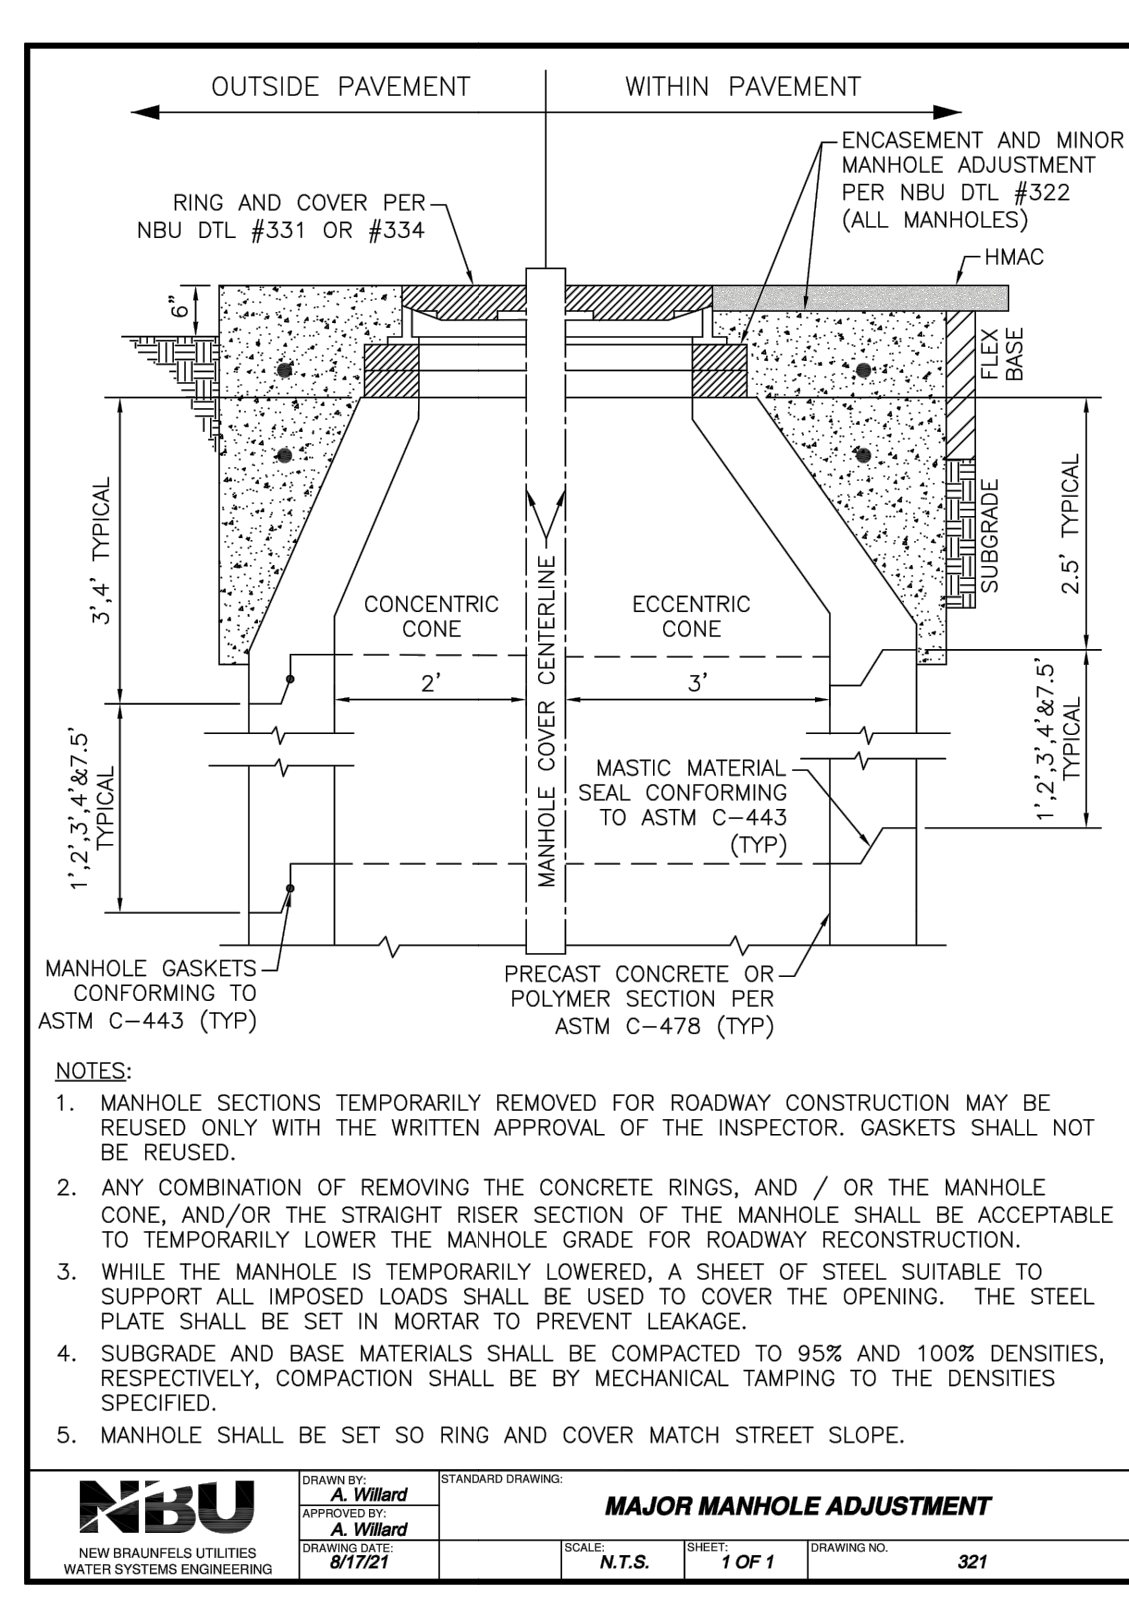 OUTSIDE PAVEMENT
WITHIN PAVEMENT
ENCASEMENT AND MINOR
MANHOLE ADJUSTMENT
PER NBU DTL #322
(ALL MANHOLES)
RING AND COVER PER
NBU DTL #331 OR #334
HMAC
6"
FLEX
BASE
SUBGRADE
3',4' TYPICAL
2.5' TYPICAL
CONCENTRIC
CONE
ECCENTRIC
CONE
MANHOLE COVER CENTERLINE
2'
3'
1',2',3',4'&7.5'
TYPICAL
1',2',3',4'&7.5'
TYPICAL
MASTIC MATERIAL
SEAL CONFORMING
TO ASTM C-443
(TYP)
MANHOLE GASKETS
CONFORMING TO
ASTM C-443 (TYP)
PRECAST CONCRETE OR
POLYMER SECTION PER
ASTM C-478 (TYP)
NOTES:
1. MANHOLE SECTIONS TEMPORARILY REMOVED FOR ROADWAY CONSTRUCTION MAY BE
REUSED ONLY WITH THE WRITTEN APPROVAL OF THE INSPECTOR. GASKETS SHALL NOT
BE REUSED.
2. ANY COMBINATION OF REMOVING THE CONCRETE RINGS, AND / OR THE MANHOLE
CONE, AND/OR THE STRAIGHT RISER SECTION OF THE MANHOLE SHALL BE ACCEPTABLE
TO TEMPORARILY LOWER THE MANHOLE GRADE FOR ROADWAY RECONSTRUCTION.
3. WHILE THE MANHOLE IS TEMPORARILY LOWERED, A SHEET OF STEEL SUITABLE TO
SUPPORT ALL IMPOSED LOADS SHALL BE USED TO COVER THE OPENING. THE STEEL
PLATE SHALL BE SET IN MORTAR TO PREVENT LEAKAGE.
4. SUBGRADE AND BASE MATERIALS SHALL BE COMPACTED TO 95% AND 100% DENSITIES,
RESPECTIVELY, COMPACTION SHALL BE BY MECHANICAL TAMPING TO THE DENSITIES
SPECIFIED.
5. MANHOLE SHALL BE SET SO RING AND COVER MATCH STREET SLOPE.
NBU
NEW BRAUNFELS UTILITIES
WATER SYSTEMS ENGINEERING
DRAWN BY:
A. Willard
APPROVED BY:
A. Willard
DRAWING DATE:
8/17/21
STANDARD DRAWING:
MAJOR MANHOLE ADJUSTMENT
SCALE:
N.T.S.
SHEET:
1 OF 1
DRAWING NO.
321